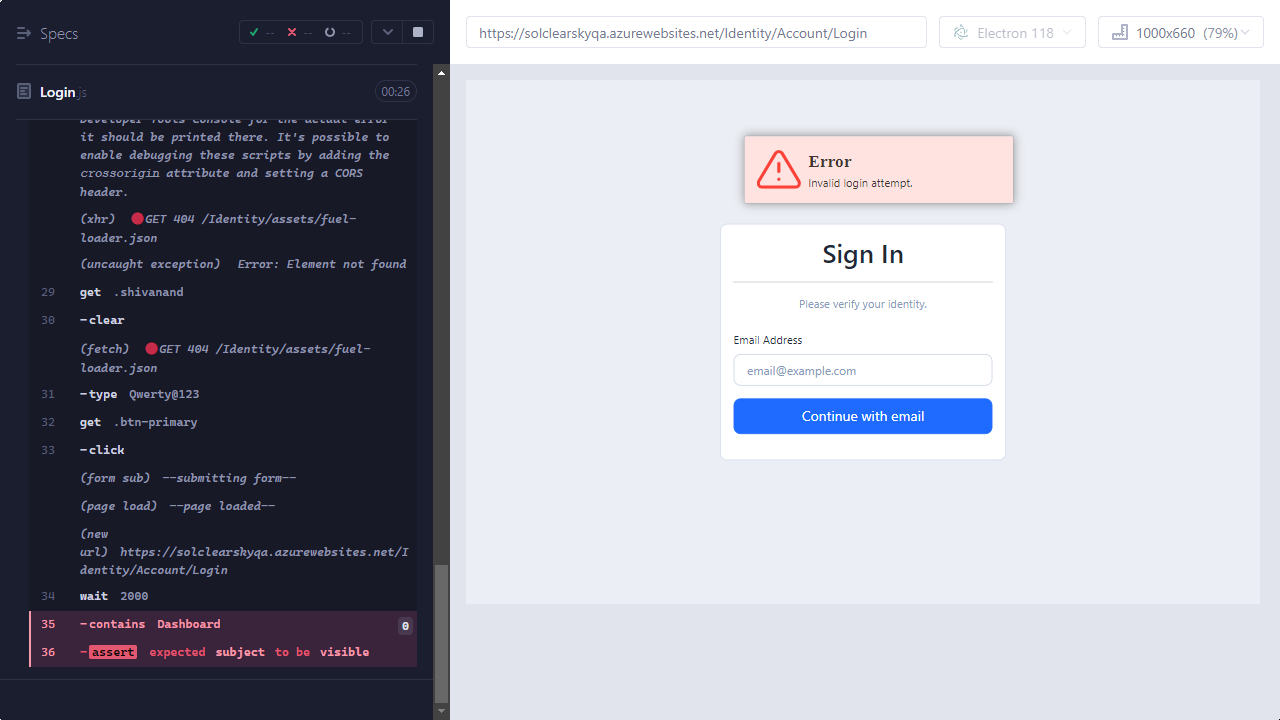 Specs
-- -- --
https://solclearskyqa.azurewebsites.net/Identity/Account/Login
Electron 118
1000x660 (79%)
Login.js
00:26
Developer Tools Console for the actual error
it should be printed there. It's possible to
enable debugging these scripts by adding the
crossorigin attribute and setting a CORS
header.
(xhr) GET 404 /Identity/assets/fuel-
loader.json
(uncaught exception) Error: Element not found
29 get .shivanand
30 -clear
(fetch) GET 404 /Identity/assets/fuel-
loader.json
31 -type Qwerty@123
32 get .btn-primary
33 -click
(form sub) --submitting form--
(page load) --page loaded--
(new
url) https://solclearskyqa.azurewebsites.net/I
dentity/Account/Login
34 wait 2000
35 -contains Dashboard 0
36 -assert expected subject to be visible
Error
Invalid login attempt.
Sign In
Please verify your identity.
Email Address
email@example.com
Continue with email